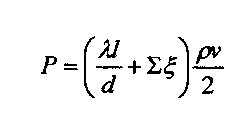 P = (λl/d + Σξ) ρv/2